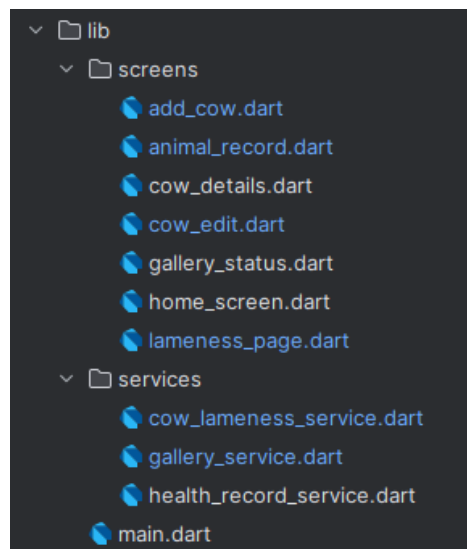 lib
screens
add_cow.dart
animal_record.dart
cow_details.dart
cow_edit.dart
gallery_status.dart
home_screen.dart
lameness_page.dart
services
cow_lameness_service.dart
gallery_service.dart
health_record_service.dart
main.dart